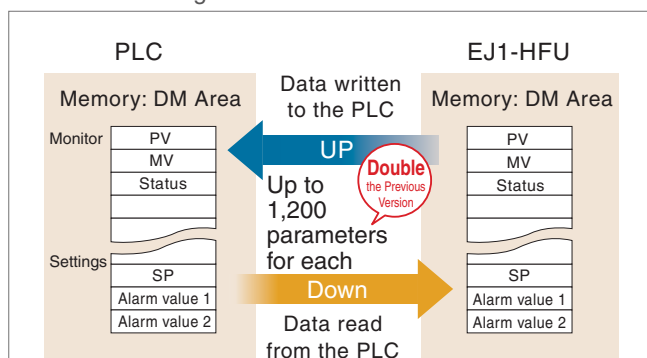 PLC
EJ1-HFU
Memory: DM Area
Data written
to the PLC
Memory: DM Area
Monitor
PV
MV
Status
UP
Double
the Previous
Version
PV
MV
Status
Up to
1,200
parameters
for each
Settings
SP
Alarm value 1
Alarm value 2
Down
SP
Alarm value 1
Alarm value 2
Data read
from the PLC